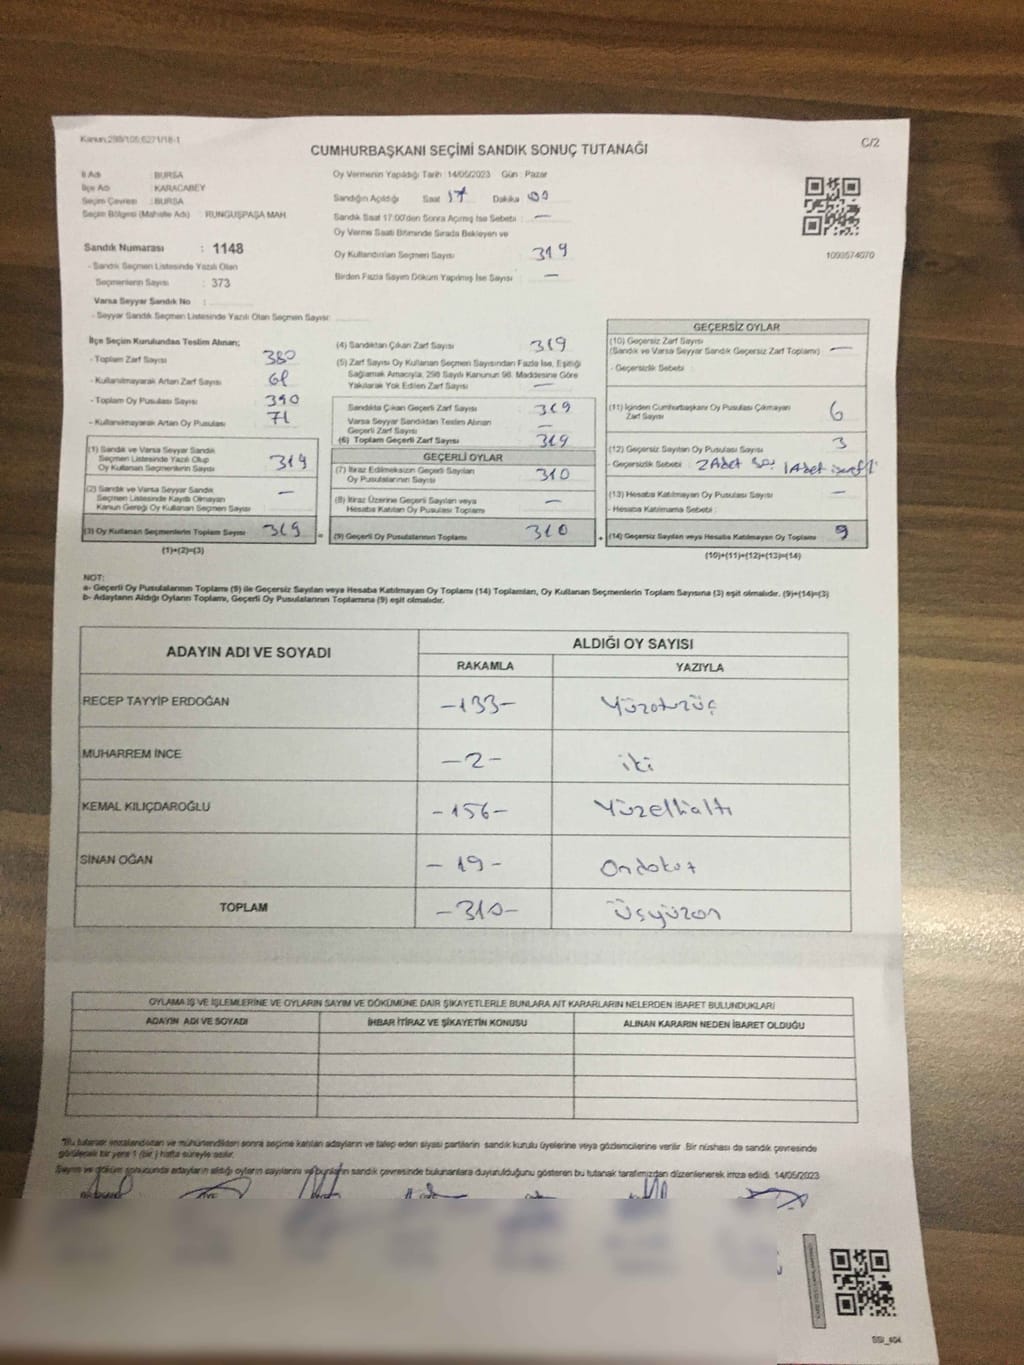 Kanun:298/105;6271/18-1
C/2
CUMHURBAŞKANI SEÇİMİ SANDIK SONUÇ TUTANAĞI
İl Adı : BURSA
İlçe Adı : KARACABEY
Seçim Çevresi : BURSA
Seçim Bölgesi (Mahalle Adı) : RUNGUŞPAŞA MAH.
Sandık Numarası : 1148
- Sandık Seçmen Listesinde Yazılı Olan
Seçmenlerin Sayısı : 373
Varsa Seyyar Sandık No :
- Seyyar Sandık Seçmen Listesinde Yazılı Olan Seçmen Sayısı:
Oy Vermenin Yapıldığı Tarih : 14/05/2023 Gün : Pazar
Sandığın Açıldığı Saat 17 Dakika 00
Sandık Saat 17:00'den Sonra Açılmış İse Sebebi : —
Oy Verme Saati Bitiminde Sırada Bekleyen ve
Oy Kullandırılan Seçmen Sayısı 319
Birden Fazla Sayım Döküm Yapılmış İse Sayısı —
1093574070
İlçe Seçim Kurulundan Teslim Alınan;
- Toplam Zarf Sayısı 380
- Kullanılmayarak Artan Zarf Sayısı 61
- Toplam Oy Pusulası Sayısı 390
- Kullanılmayarak Artan Oy Pusulası 71
(1) Sandık ve Varsa Seyyar Sandık
Seçmen Listesinde Yazılı Olup
Oy Kullanan Seçmenlerin Sayısı 319
(2) Sandık ve Varsa Seyyar Sandık
Seçmen Listesinde Kayıtlı Olmayan
Kanun Gereği Oy Kullanan Seçmen Sayısı —
(3) Oy Kullanan Seçmenlerin Toplam Sayısı 319
(1)+(2)=(3)
(4) Sandıktan Çıkan Zarf Sayısı 319
(5) Zarf Sayısı Oy Kullanan Seçmen Sayısından Fazla İse, Eşitliği
Sağlamak Amacıyla, 298 Sayılı Kanunun 98. Maddesine Göre
Yakılarak Yok Edilen Zarf Sayısı —
Sandıkta Çıkan Geçerli Zarf Sayısı 319
Varsa Seyyar Sandıktan Teslim Alınan
Geçerli Zarf Sayısı —
(6) Toplam Geçerli Zarf Sayısı 319
GEÇERLİ OYLAR
(7) İtiraz Edilmeksizin Geçerli Sayılan
Oy Pusulalarının Sayısı 310
(8) İtiraz Üzerine Geçerli Sayılan veya
Hesaba Katılan Oy Pusulası Toplamı —
= (9) Geçerli Oy Pusulalarının Toplamı 310
GEÇERSİZ OYLAR
(10) Geçersiz Zarf Sayısı
(Sandık ve Varsa Seyyar Sandık Geçersiz Zarf Toplamı) —
- Geçersizlik Sebebi :
(11) İçinden Cumhurbaşkanı Oy Pusulası Çıkmayan
Zarf Sayısı 6
(12) Geçersiz Sayılan Oy Pusulası Sayısı 3
- Geçersizlik Sebebi : 2 Adet 1 Adet
(13) Hesaba Katılmayan Oy Pusulası Sayısı —
- Hesaba Katılmama Sebebi :
+ (14) Geçersiz Sayılan veya Hesaba Katılmayan Oy Toplamı 9
(10)+(11)+(12)+(13)=(14)
NOT:
a- Geçerli Oy Pusulalarının Toplamı (9) ile Geçersiz Sayılan veya Hesaba Katılmayan Oy Toplamı (14) Toplamları, Oy Kullanan Seçmenlerin Toplam Sayısına (3) eşit olmalıdır. (9)+(14)=(3)
b- Adayların Aldığı Oyların Toplamı, Geçerli Oy Pusulalarının Toplamına (9) eşit olmalıdır.
ADAYIN ADI VE SOYADI ALDIĞI OY SAYISI
RAKAMLA YAZIYLA
RECEP TAYYİP ERDOĞAN -133- Yüzotuzüç
MUHARREM İNCE -2- iki
KEMAL KILIÇDAROĞLU -156- Yüzellialtı
SİNAN OĞAN -19- Ondokuz
TOPLAM -310- Üçyüzon
OYLAMA İŞ VE İŞLEMLERİNE VE OYLARIN SAYIM VE DÖKÜMÜNE DAİR ŞİKAYETLERLE BUNLARA AİT KARARLARIN NELERDEN İBARET BULUNDUKLARI
ADAYIN ADI VE SOYADI İHBAR İTİRAZ VE ŞİKAYETİN KONUSU ALINAN KARARIN NEDEN İBARET OLDUĞU
"Bu tutanak imzalandıktan ve mühürlendikten sonra seçime katılan adayların ve talep eden siyasi partilerin sandık kurulu üyelerine veya gözlemcilerine verilir. Bir nüshası da sandık çevresinde
görülecek bir yere 1 (bir) hafta süreyle asılır.
Sayım ve döküm sonucunda adayların aldığı oyların sayılarını ve bunların sandık çevresinde bulunanlara duyurulduğunu gösteren bu tutanak tarafımızdan düzenlenerek imza edildi. 14/05/2023
SSI_404